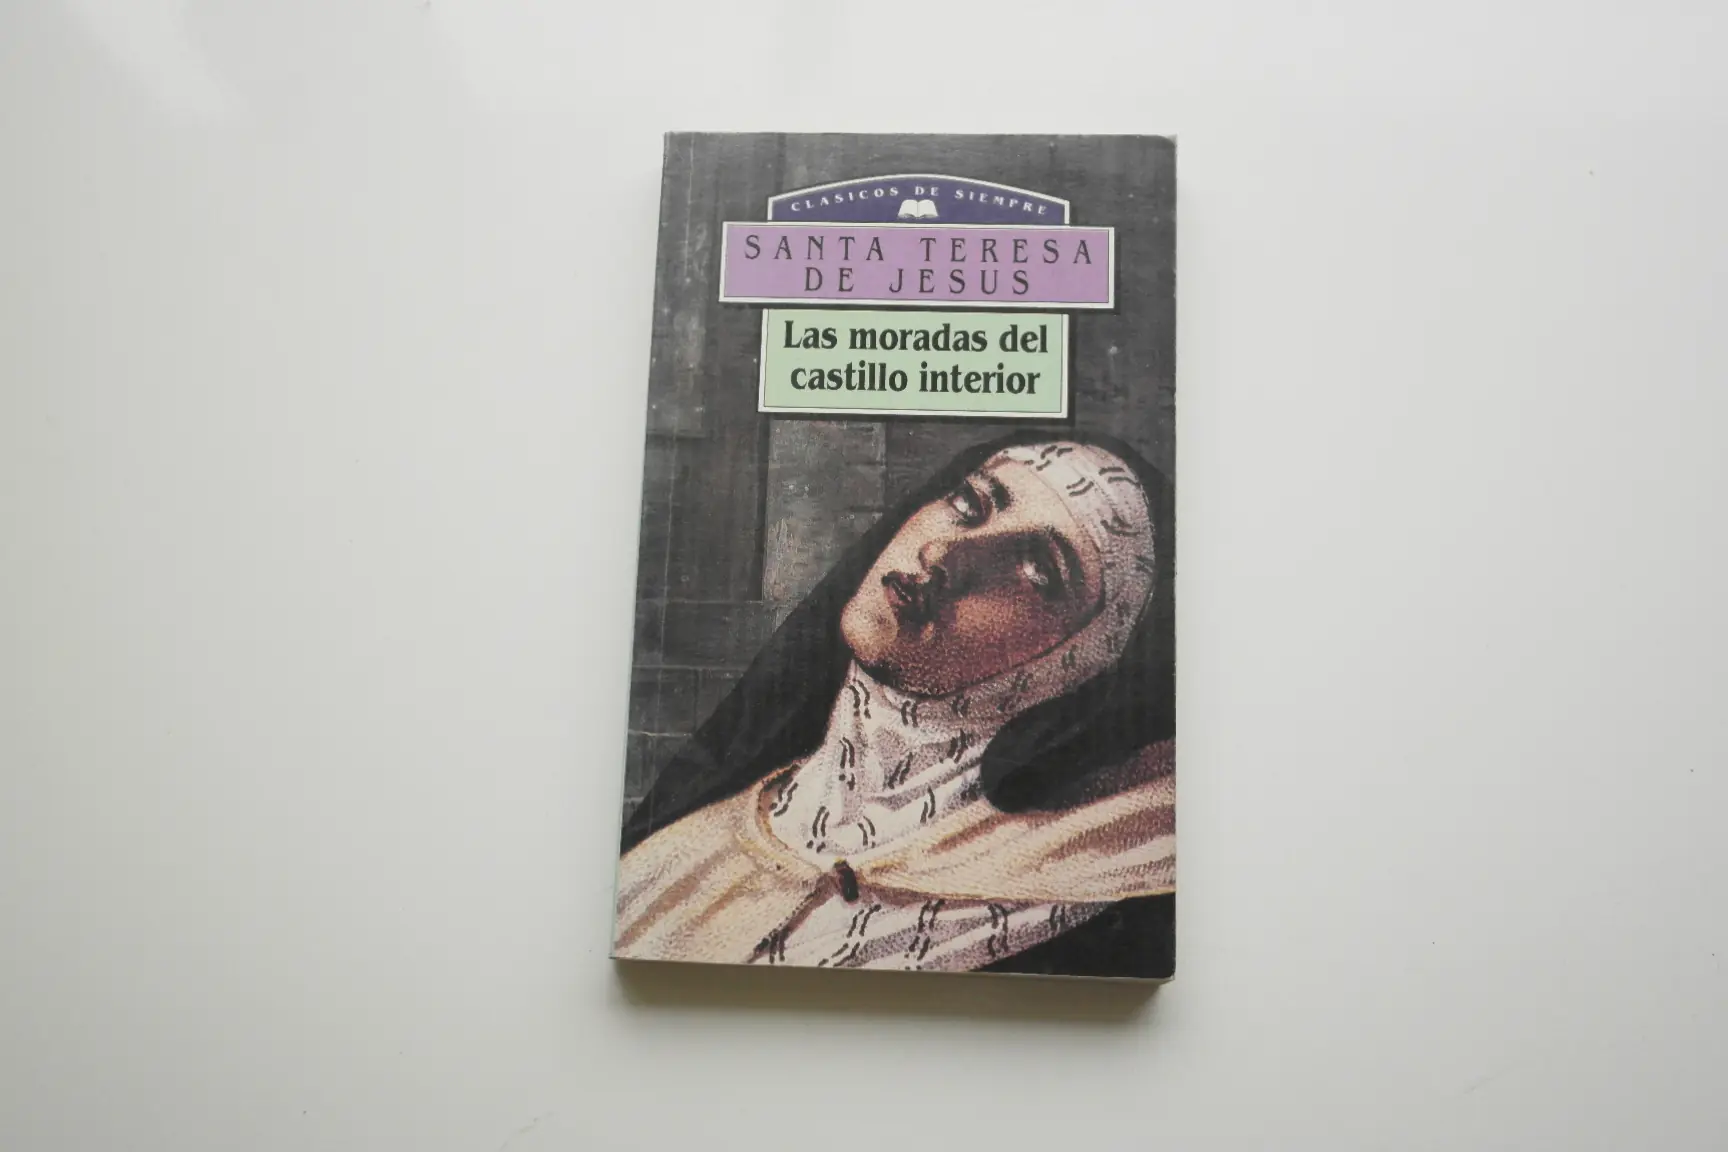 CLASICOS DE SIEMPRE
SANTA TERESA
DE JESUS
Las moradas del
castillo interior